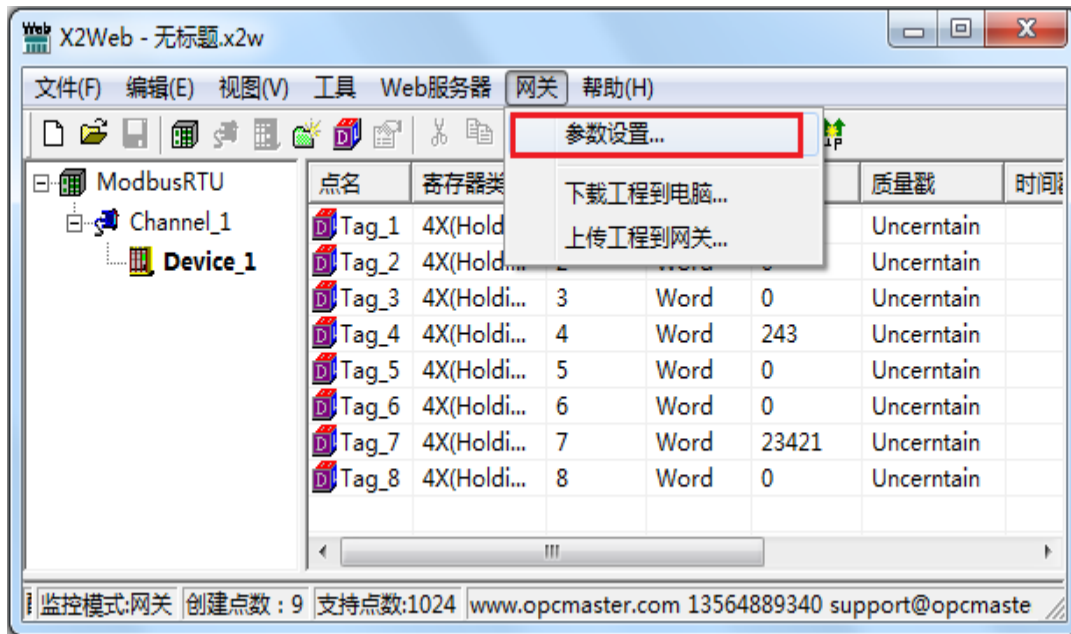 X2Web - 无标题.x2w
文件(F) 编辑(E) 视图(V) 工具 Web服务器 网关 帮助(H)
参数设置...
下载工程到电脑...
上传工程到网关...
ModbusRTU
Channel_1
Device_1
点名 寄存器类 质量戳 时间
Tag_1 4X(Hold Uncerntain
Tag_2 4X(Hold... Uncerntain
Tag_3 4X(Holdi... 3 Word 0 Uncerntain
Tag_4 4X(Holdi... 4 Word 243 Uncerntain
Tag_5 4X(Holdi... 5 Word 0 Uncerntain
Tag_6 4X(Holdi... 6 Word 0 Uncerntain
Tag_7 4X(Holdi... 7 Word 23421 Uncerntain
Tag_8 4X(Holdi... 8 Word 0 Uncerntain
监控模式:网关 创建点数：9 支持点数:1024 www.opcmaster.com 13564889340 support@opcmaste